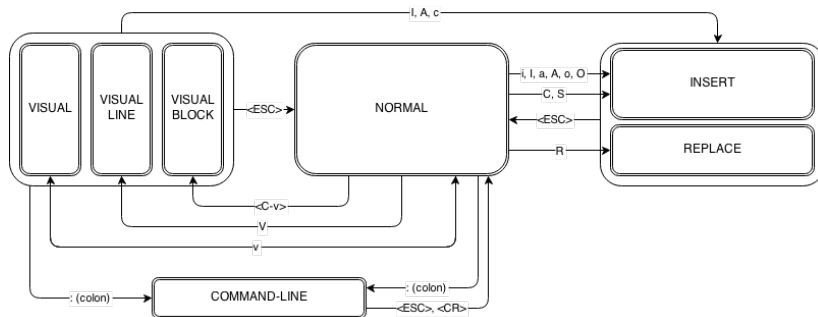 I, A, c
VISUAL
VISUAL
LINE
VISUAL
BLOCK
<ESC>
NORMAL
i, I, a, A, o, O
C, S
<ESC>
R
INSERT
REPLACE
<C-v>
V
v
: (colon)
COMMAND-LINE
: (colon)
<ESC>, <CR>